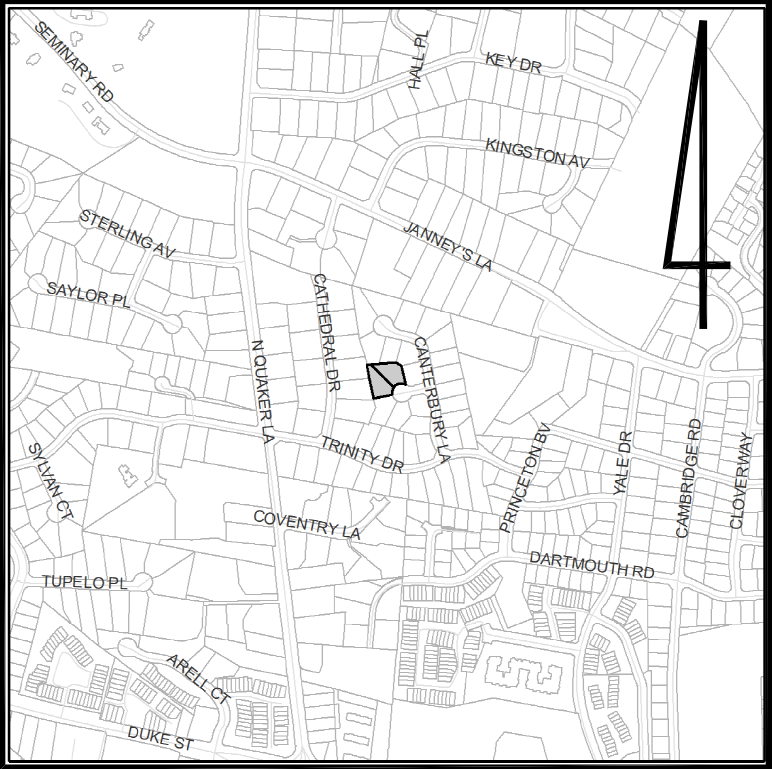 SEMINARY RD
HALL PL
KEY DR
KINGSTON AV
STERLING AV
JANNEY'S LA
SAYLOR PL
CATHEDRAL DR
N QUAKER LA
CANTERBURY LA
TRINITY DR
PRINCETON BV
YALE DR
CAMBRIDGE RD
CLOVERWAY
SYLVAN CT
COVENTRY LA
DARTMOUTH RD
TUPELO PL
ARELL CT
DUKE ST